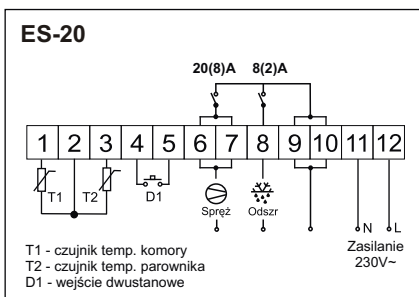 ES-20
20(8)A 8(2)A
1 2 3 4 5 6 7 8 9 10 11 12
T1 T2 D1
Spręż Odszr
N L
Zasilanie
230V~
T1 - czujnik temp. komory
T2 - czujnik temp. parownika
D1 - wejście dwustanowe